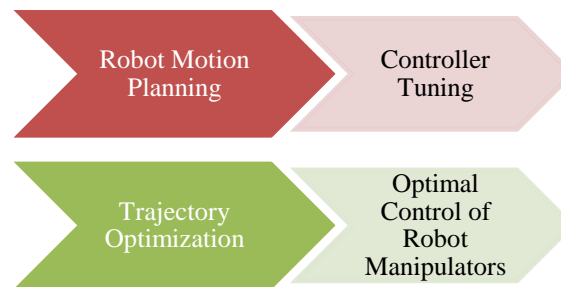 Robot Motion
Planning
Controller
Tuning
Trajectory
Optimization
Optimal
Control of
Robot
Manipulators